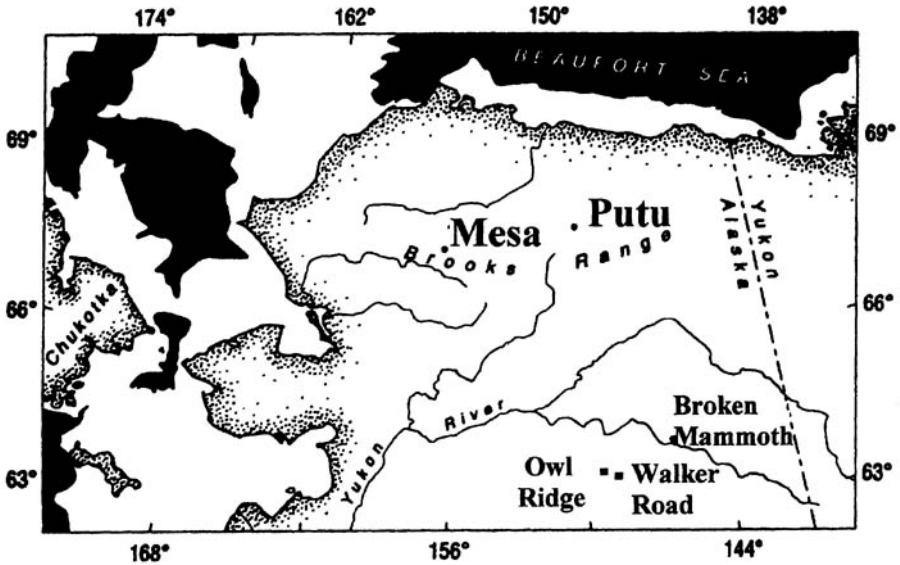 174° 162° 150° 138°
BEAUFORT SEA
69° 69°
Mesa Putu
Brooks Range
Yukon
Alaska
66° 66°
Chukotka
Yukon River
Broken
Mammoth
Owl
Ridge
Walker
Road
63° 63°
168° 156° 144°